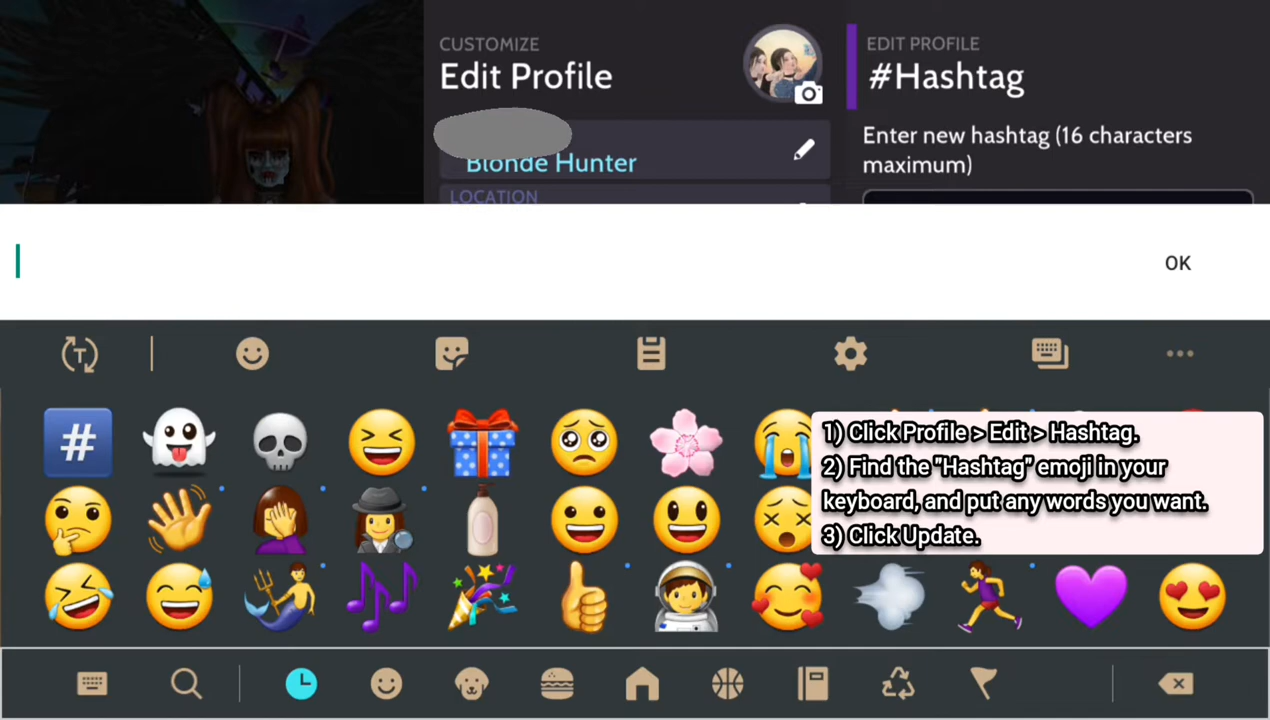 CUSTOMIZE
Edit Profile
Blonde Hunter
LOCATION
EDIT PROFILE
#Hashtag
Enter new hashtag (16 characters
maximum)
OK
T
#
1) Click Profile > Edit > Hashtag.
2) Find the "Hashtag" emoji in your
keyboard, and put any words you want.
3) Click Update.